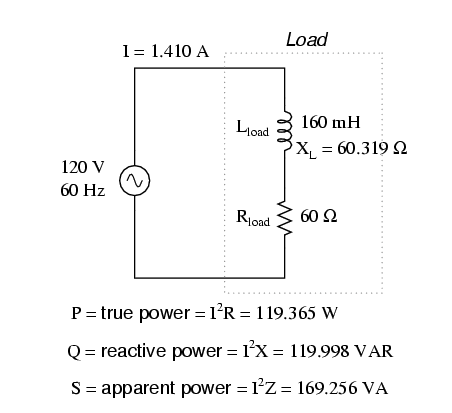 Load
I = 1.410 A
Lload 160 mH
XL = 60.319 Ω
120 V
60 Hz
Rload 60 Ω
P = true power = I²R = 119.365 W
Q = reactive power = I²X = 119.998 VAR
S = apparent power = I²Z = 169.256 VA